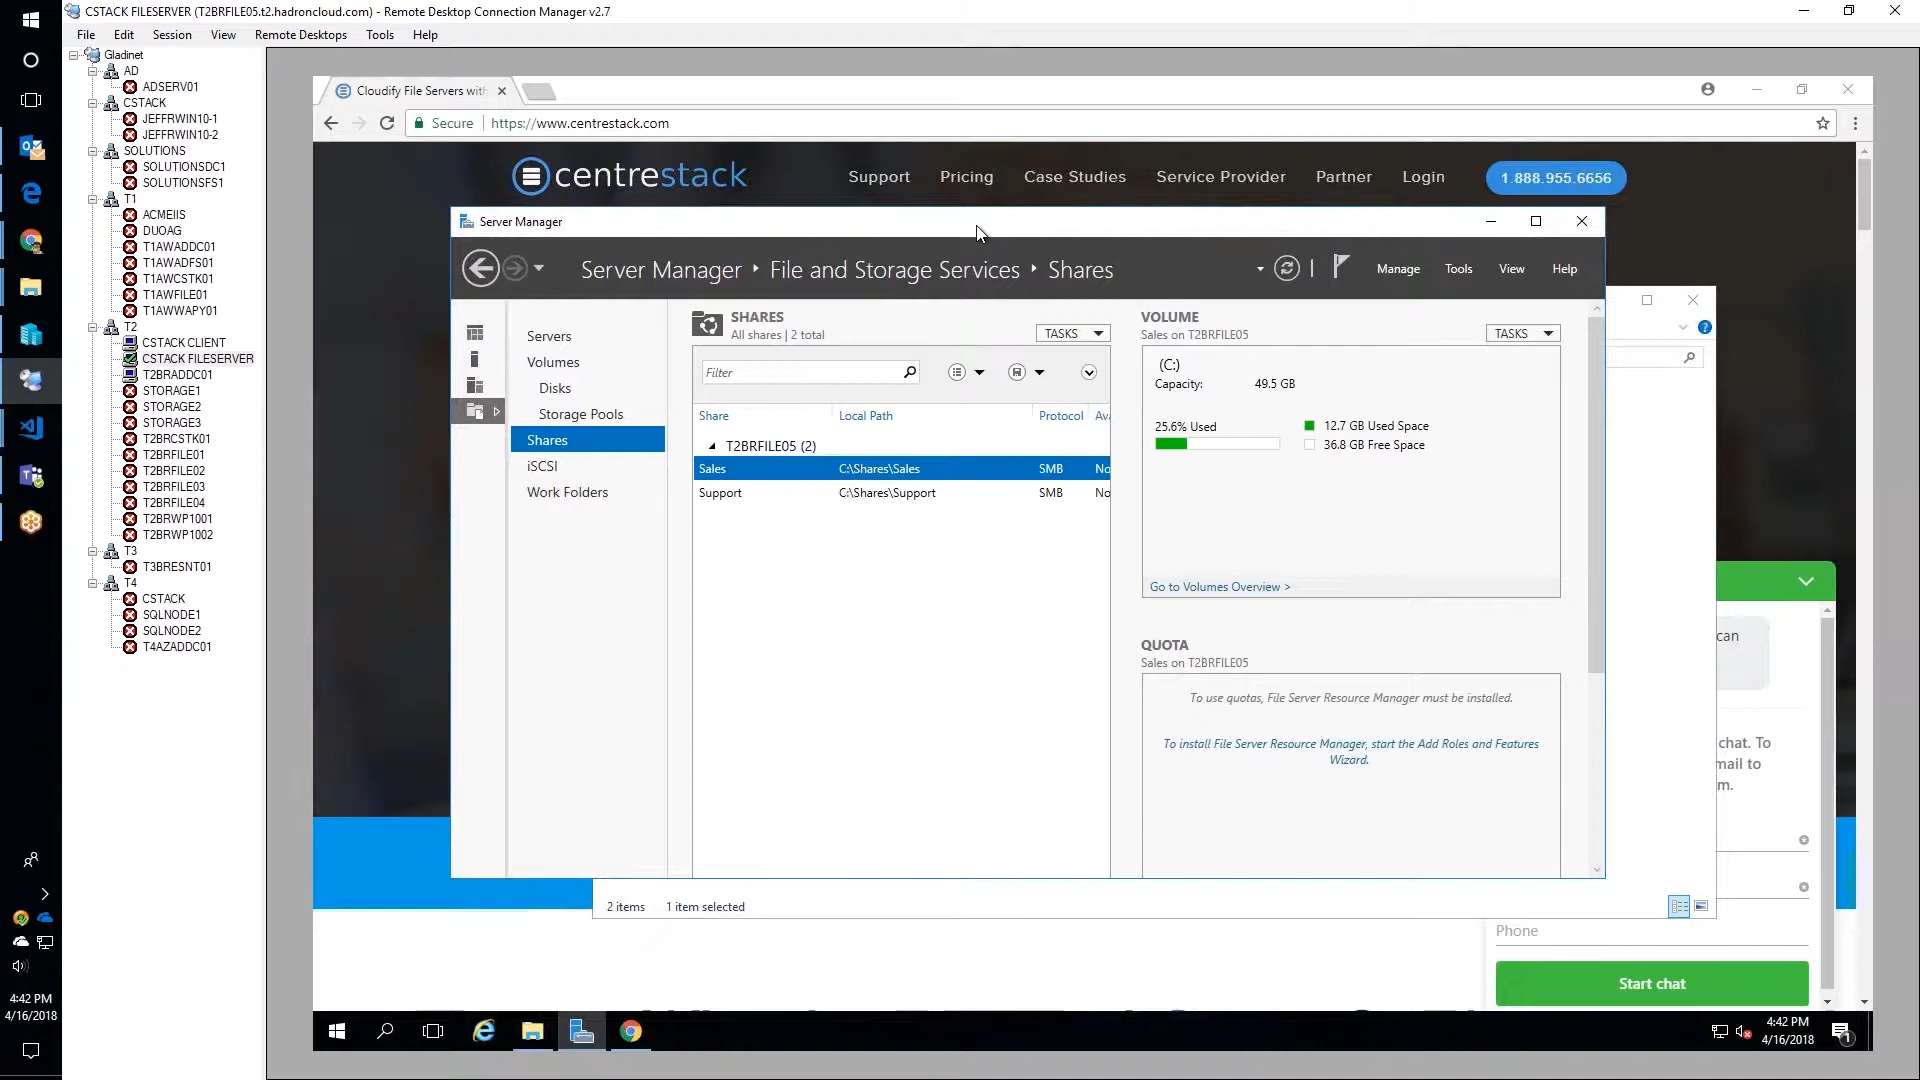 CSTACK FILESERVER (T2BRFILE05.t2.hadroncloud.com) - Remote Desktop Connection Manager v2.7
File Edit Session View Remote Desktops Tools Help
Gladinet
AD
ADSERV01
CSTACK
JEFFRWIN10-1
JEFFRWIN10-2
SOLUTIONS
SOLUTIONSDC1
SOLUTIONSFS1
T1
ACMEIIS
DUOAG
T1AWADDC01
T1AWADFS01
T1AWCSTK01
T1AWFILE01
T1AWWAPY01
T2
CSTACK CLIENT
CSTACK FILESERVER
T2BRADDC01
STORAGE1
STORAGE2
STORAGE3
T2BRCSTK01
T2BRFILE01
T2BRFILE02
T2BRFILE03
T2BRFILE04
T2BRWP1001
T2BRWP1002
T3
T3BRESNT01
T4
CSTACK
SQLNODE1
SQLNODE2
T4AZADDC01
4:42 PM
4/16/2018
Cloudify File Servers with
Secure https://www.centrestack.com
centrestack Support Pricing Case Studies Service Provider Partner Login 1.888.955.6656
Server Manager
Server Manager File and Storage Services Shares Manage Tools View Help
Servers
Volumes
Disks
Storage Pools
Shares
iSCSI
Work Folders
SHARES
All shares | 2 total
TASKS
Filter
Share Local Path Protocol Ava
T2BRFILE05 (2)
Sales C:\Shares\Sales SMB No
Support C:\Shares\Support SMB No
VOLUME
Sales on T2BRFILE05
TASKS
(C:)
Capacity: 49.5 GB
25.6% Used
12.7 GB Used Space
36.8 GB Free Space
Go to Volumes Overview >
QUOTA
Sales on T2BRFILE05
To use quotas, File Server Resource Manager must be installed.
To install File Server Resource Manager, start the Add Roles and Features
Wizard.
2 items 1 item selected
can
chat. To
mail to
m.
Phone
Start chat
4:42 PM
4/16/2018
1